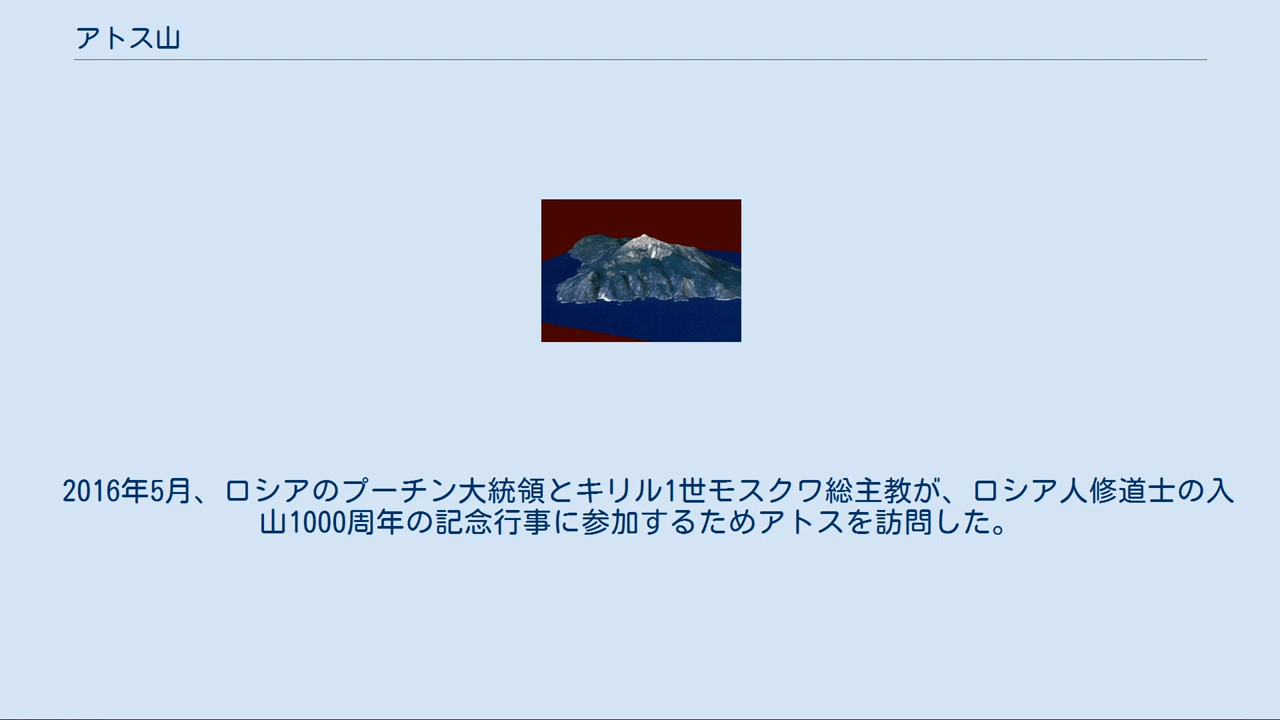 アトス山
2016年5月、ロシアのプーチン大統領とキリル1世モスクワ総主教が、ロシア人修道士の入
山1000周年の記念行事に参加するためアトスを訪問した。